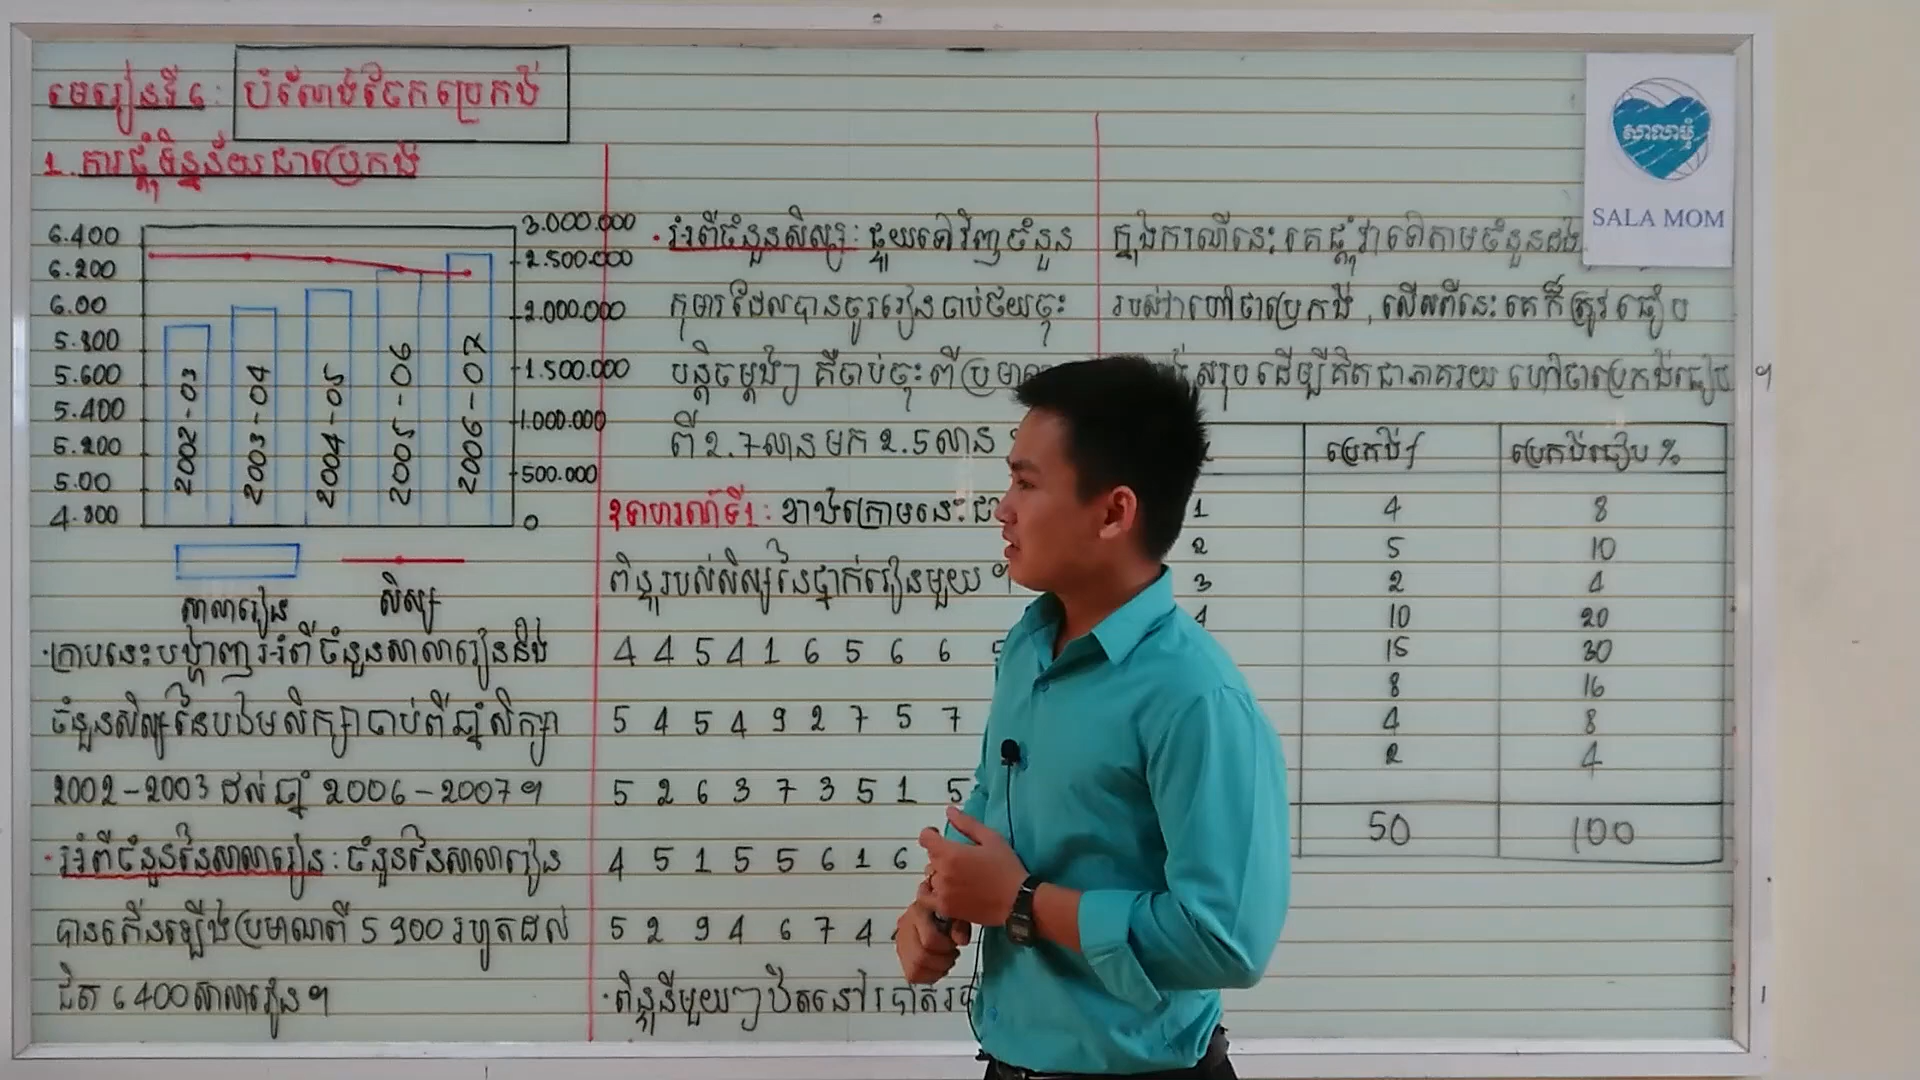 មេរៀនទី ៤ : បំណែងចែកប្រេកង់
1. ការផ្តុំទិន្នន័យជាប្រេកង់
6.400
6.200
6.00
5.800
5.600
5.400
5.200
5.00
4.800
3.000.000
2.500.000
2.000.000
1.500.000
1.000.000
500.000
0
2002-03
2003-04
2004-05
2005-06
2006-07
សាលារៀន
សិស្ស
·ក្រាបនេះបង្ហាញអំពីចំនួនសាលារៀននិង
ចំនួនសិស្សនៃបឋមសិក្សាចាប់ពីឆ្នាំសិក្សា
2002-2003 ដល់ឆ្នាំ 2006-2007។
·អំពីចំនួននៃសាលារៀន : ចំនួននៃសាលារៀន
បានកើនឡើងប្រមាណពី 5 900 រហូតដល់
ជិត 6 400 សាលារៀន។
·អំពីចំនួនសិស្ស : ផ្ទុយទៅវិញចំនួន
កុមារដែលបានចូលរៀនចាប់ថយចុះ
បន្តិចម្តងៗ គឺចាប់ចុះពីប្រមាណ
ពី 2.7លានមក 2.5លាន
ឧទាហរណ៍ទី1 : ខាងក្រោមនេះជា
ពិន្ទុរបស់សិស្សនៃថ្នាក់រៀនមួយ។
4 4 5 4 1 6 5 6 6
5 4 5 4 9 2 7 5 7
5 2 6 3 7 3 5 1 5
4 5 1 5 5 6 1 6
5 2 9 4 6 7 4
·ពិន្ទុនីមួយៗឋិតនៅ
ក្នុងករណីនេះ គេផ្តុំវាទៅតាមចំនួនដង
របស់វាហៅថាប្រេកង់ , លើសពីនេះគេក៏ត្រូវធៀប
សរុបដើម្បីគិតជាភាគរយ ហៅថាប្រេកង់ធៀប ។
ប្រេកង់ f ប្រេកង់ធៀប %
1 4 8
2 5 10
3 2 4
4 10 20
15 30
8 16
4 8
2 4
50 100
សាលាមុំ
SALA MOM